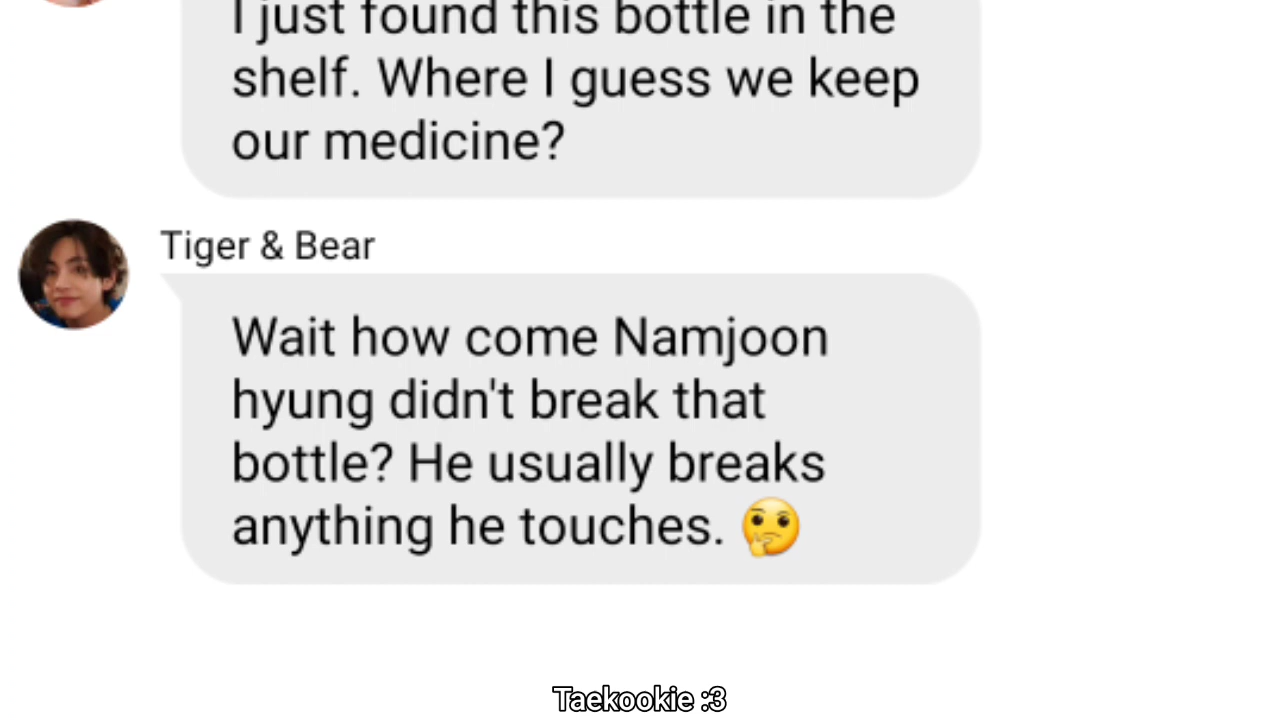 I just found this bottle in the
shelf. Where I guess we keep
our medicine?
Tiger & Bear
Wait how come Namjoon
hyung didn't break that
bottle? He usually breaks
anything he touches. 🤔
Taekookie :3